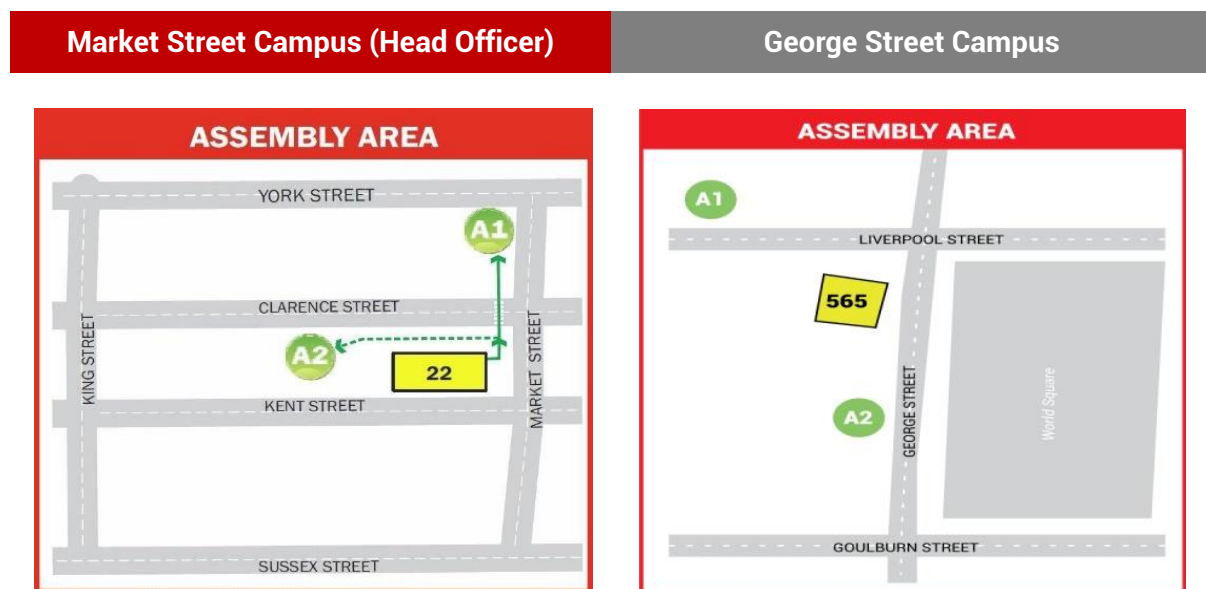 Market Street Campus (Head Officer)
George Street Campus
ASSEMBLY AREA
YORK STREET
A1
CLARENCE STREET
A2
22
KING STREET
MARKET STREET
KENT STREET
SUSSEX STREET
ASSEMBLY AREA
A1
LIVERPOOL STREET
565
A2
GEORGE STREET
World Square
GOULBURN STREET